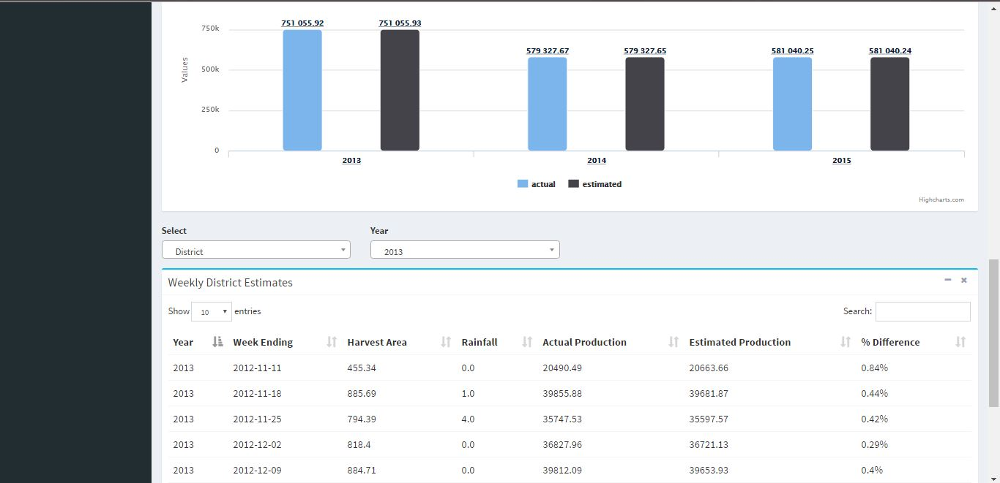 751 055.92 751 055.93
750k
579 327.67 579 327.65 581 040.25 581 040.24
Values
500k
250k
0
2013 2014 2015
actual estimated
Highcharts.com
Select Year
District 2013
Weekly District Estimates
Show 10 entries Search:
Year Week Ending Harvest Area Rainfall Actual Production Estimated Production % Difference
2013 2012-11-11 455.34 0.0 20490.49 20663.66 0.84%
2013 2012-11-18 885.69 1.0 39855.88 39681.87 0.44%
2013 2012-11-25 794.39 4.0 35747.53 35597.57 0.42%
2013 2012-12-02 818.4 0.0 36827.96 36721.13 0.29%
2013 2012-12-09 884.71 0.0 39812.09 39653.93 0.4%